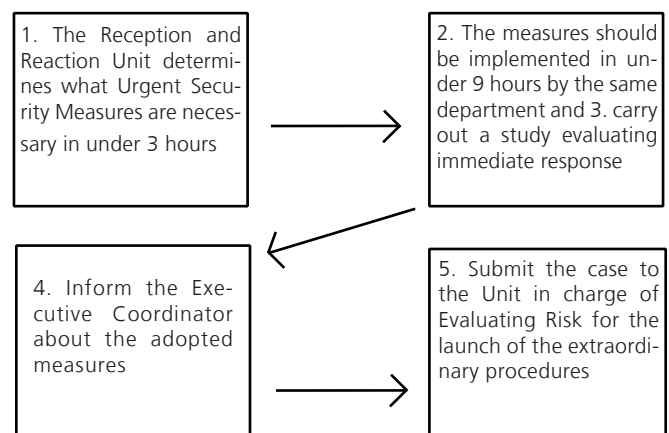 1. The Reception and
Reaction Unit determi-
nes what Urgent Secu-
rity Measures are neces-
sary in under 3 hours
2. The measures should
be implemented in un-
der 9 hours by the same
department and 3. carry
out a study evaluating
immediate response
4. Inform the Exe-
cutive Coordinator
about the adopted
measures
5. Submit the case to
the Unit in charge of
Evaluating Risk for the
launch of the extraordi-
nary procedures